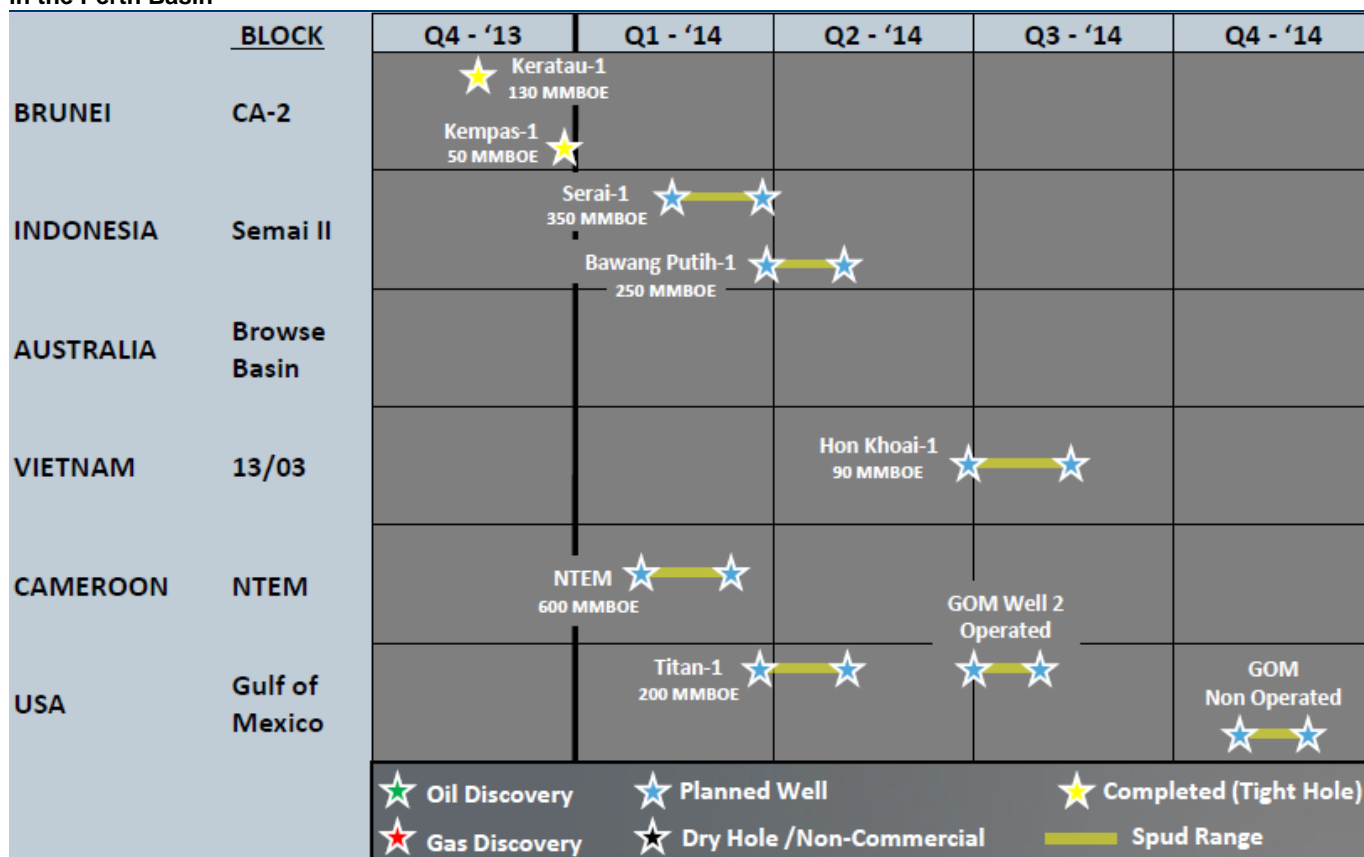 in the Perth Basin
BLOCK Q4 - ‘13 Q1 - ‘14 Q2 - ‘14 Q3 - ‘14 Q4 - ‘14
BRUNEI CA-2
Keratau-1
130 MMBOE
Kempas-1
50 MMBOE
INDONESIA Semai II
Serai-1
350 MMBOE
Bawang Putih-1
250 MMBOE
AUSTRALIA Browse
Basin
VIETNAM 13/03
Hon Khoai-1
90 MMBOE
CAMEROON NTEM
NTEM
600 MMBOE
USA Gulf of
Mexico
Titan-1
200 MMBOE
GOM Well 2
Operated
GOM
Non Operated
Oil Discovery Planned Well Completed (Tight Hole)
Gas Discovery Dry Hole /Non-Commercial Spud Range